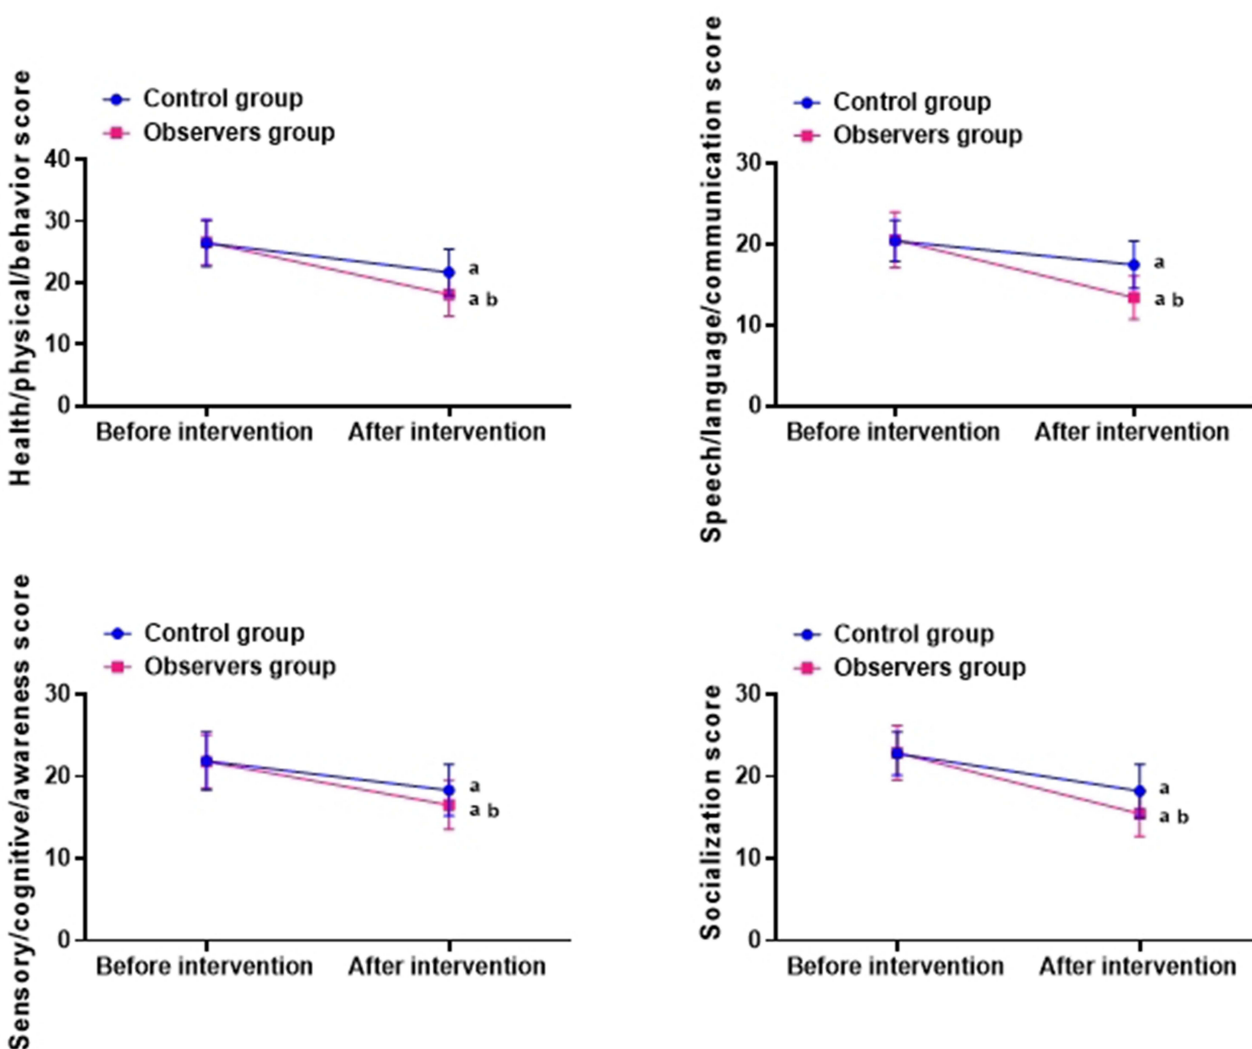 Health/physical/behavior score
Control group
Observers group
40
30
20
10
0
a
a b
Before intervention
After intervention
Speech/language/communication score
Control group
Observers group
30
20
10
0
a
a b
Before intervention
After intervention
Sensory/cognitive/awareness score
Control group
Observers group
30
20
10
0
a
a b
Before intervention
After intervention
Socialization score
Control group
Observers group
30
20
10
0
a
a b
Before intervention
After intervention